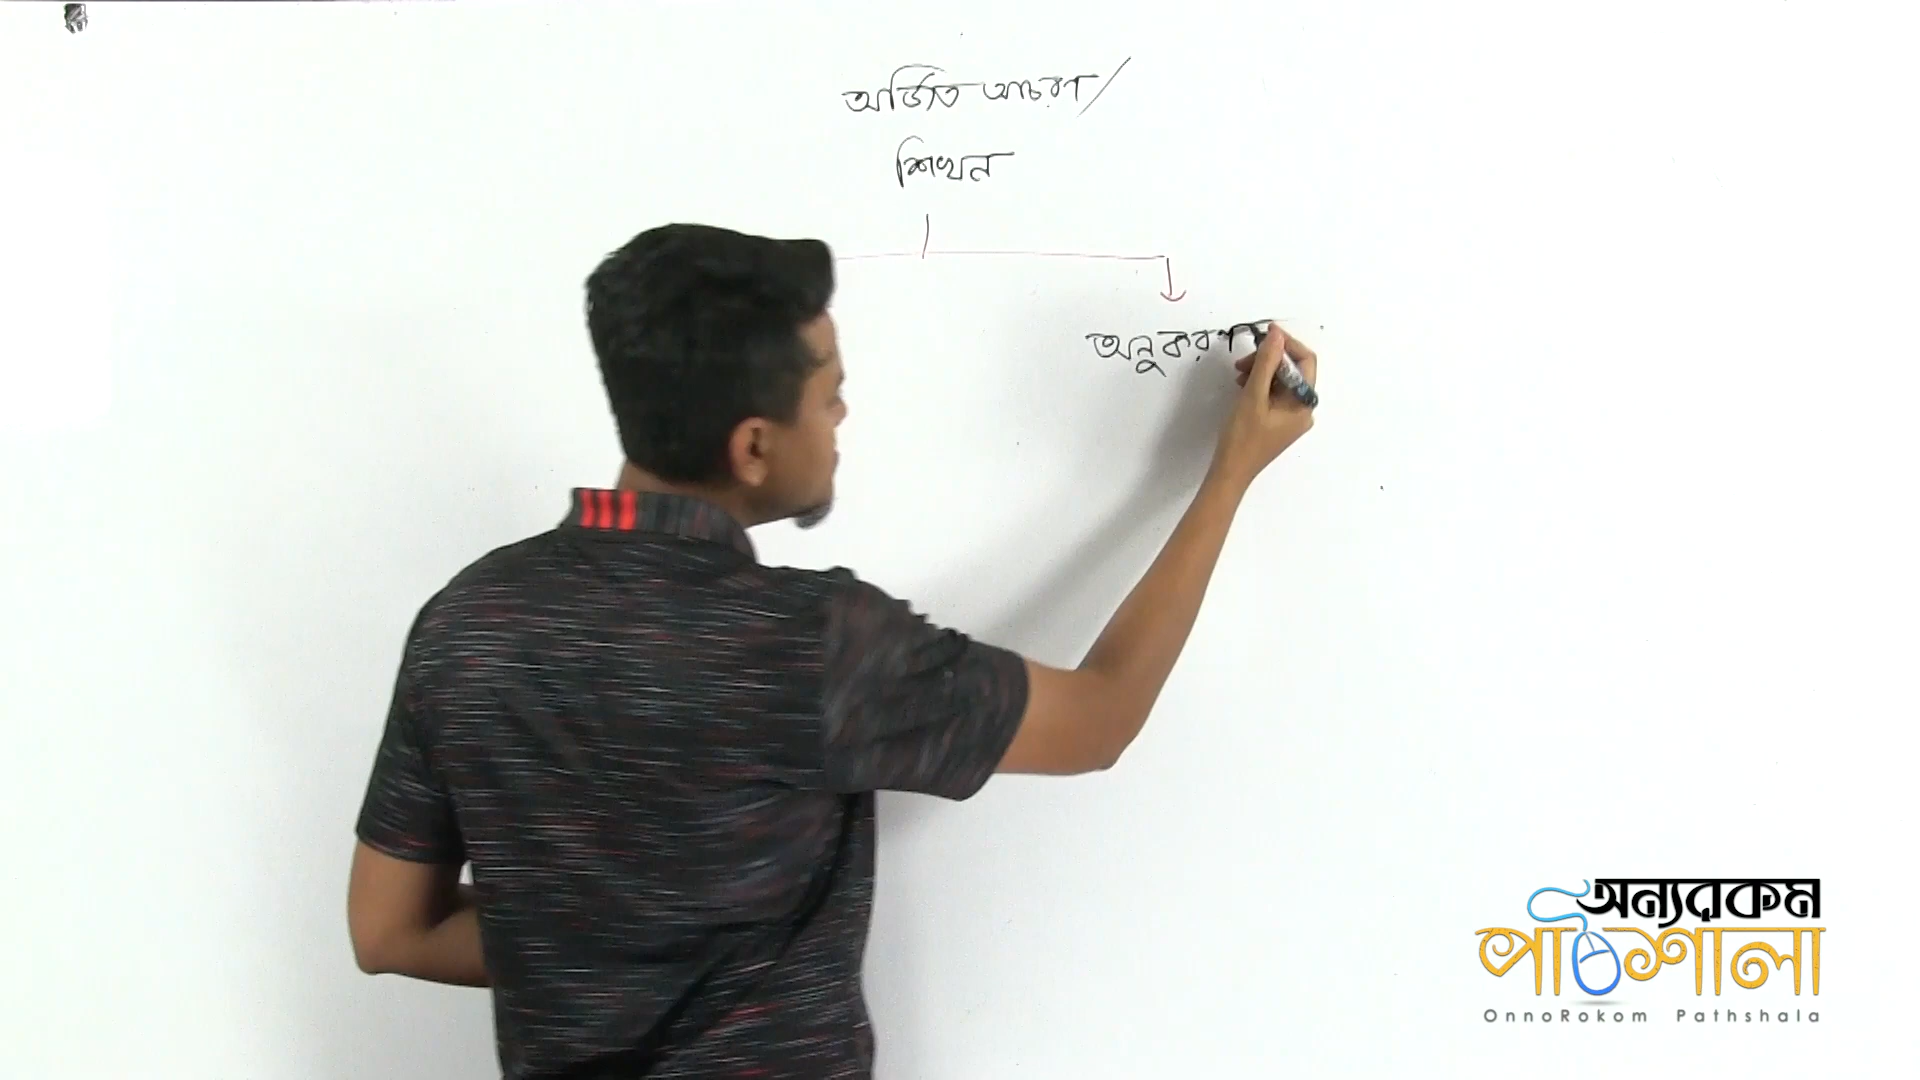 অর্জিত আচরণ/
শিখন
অনুকরণ
অন্যরকম
পাঠশালা
OnnoRokom Pathshala